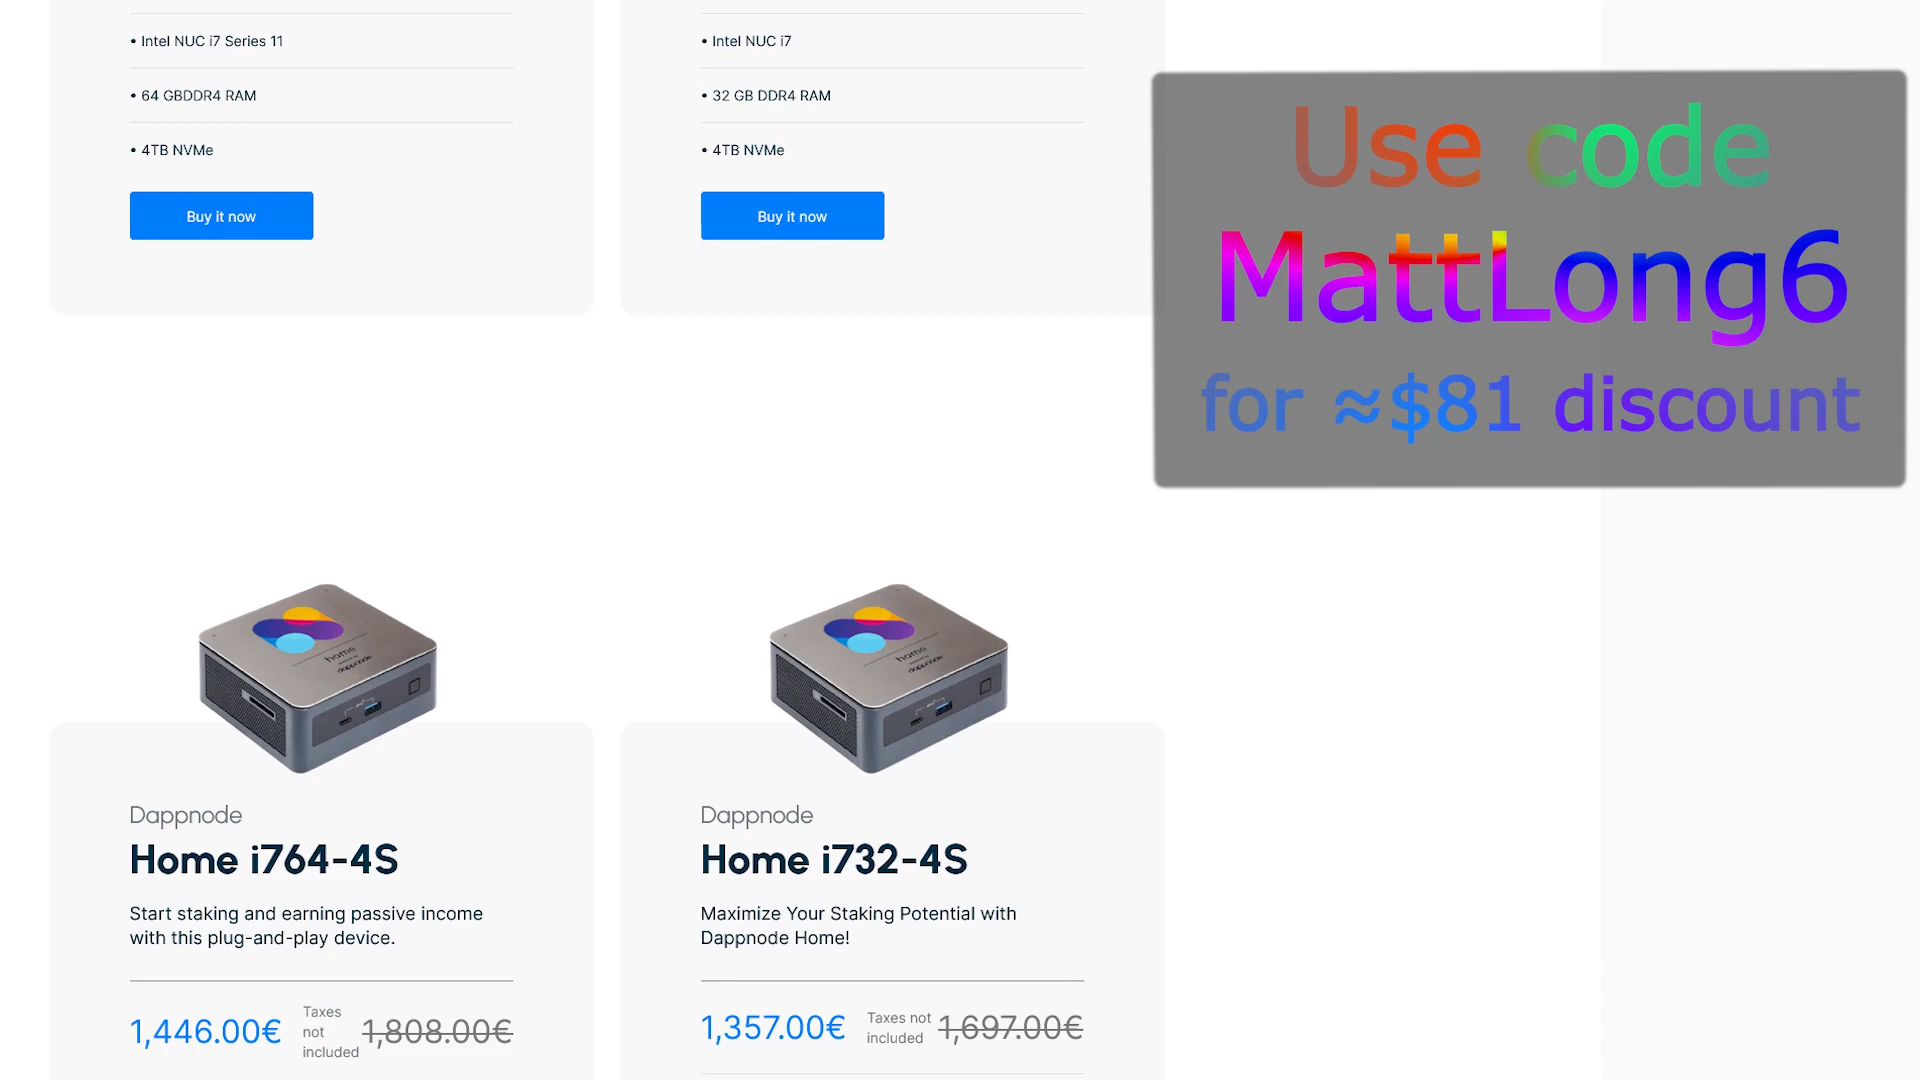 • Intel NUC i7 Series 11
• 64 GBDDR4 RAM
• 4TB NVMe
Buy it now
• Intel NUC i7
• 32 GB DDR4 RAM
• 4TB NVMe
Buy it now
Use code
MattLong6
for ≈$81 discount
home
dappnode
Dappnode
Home i764-4S
Start staking and earning passive income
with this plug-and-play device.
1,446.00€
Taxes
not
included
1,808.00€
home
dappnode
Dappnode
Home i732-4S
Maximize Your Staking Potential with
Dappnode Home!
1,357.00€
Taxes not
included
1,697.00€